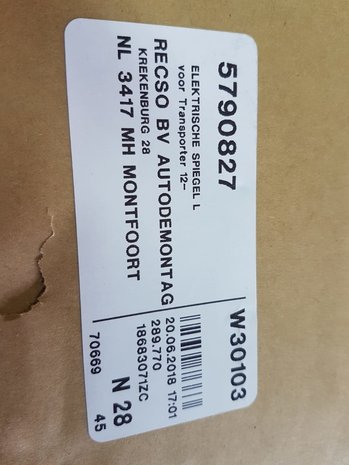 5790827
W30103
ELEKTRISCHE SPIEGEL L
voor Transporter 12-
20.06.2018 17:01
289.770
18683071ZC
RECSO BV AUTODEMONTAG
KREKENBURG 28
NL 3417 MH MONTFOORT
N 28
70669
45